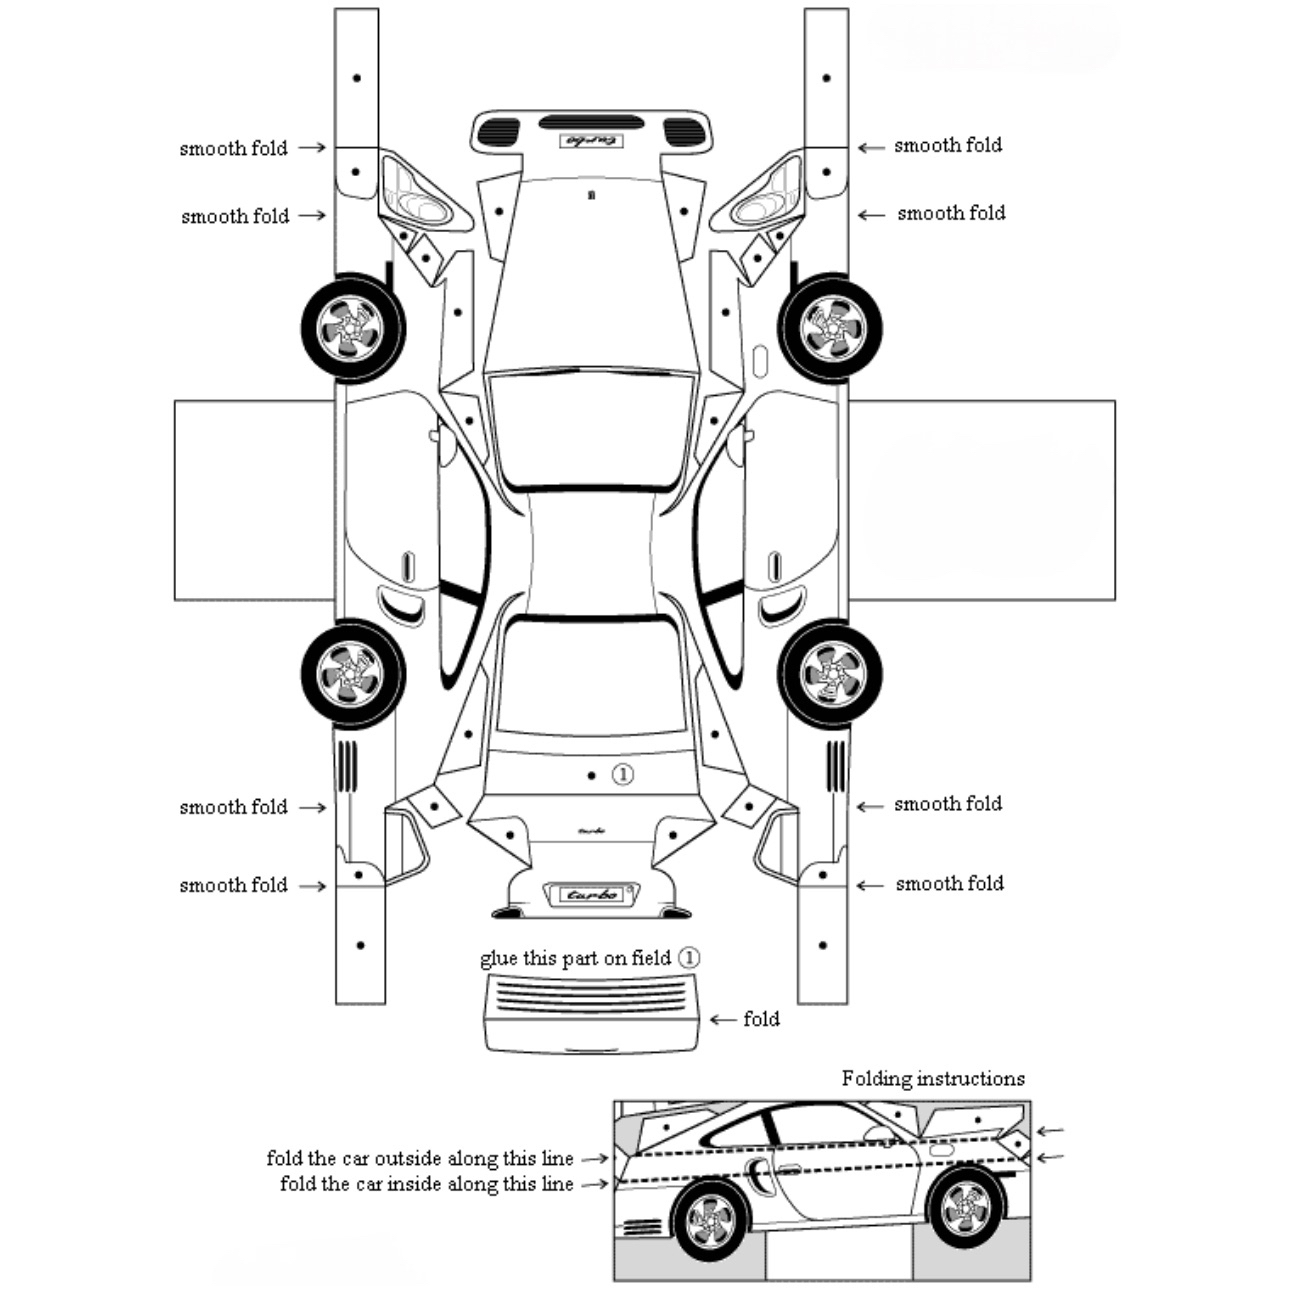 turbo
smooth fold
smooth fold
smooth fold
smooth fold
①
smooth fold
smooth fold
turbo
smooth fold
smooth fold
turbo
glue this part on field ①
fold
Folding instructions
fold the car outside along this line
fold the car inside along this line